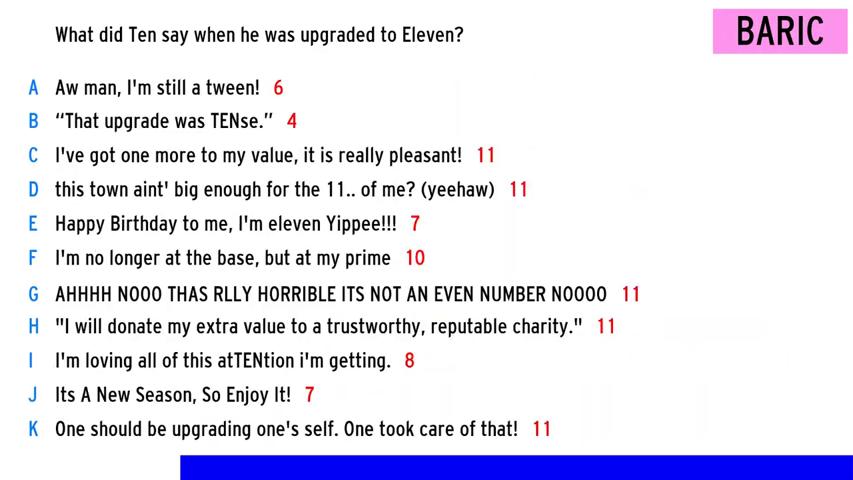 What did Ten say when he was upgraded to Eleven?
BARIC
A Aw man, I'm still a tween! 6
B “That upgrade was TENse.” 4
C I've got one more to my value, it is really pleasant! 11
D this town aint' big enough for the 11.. of me? (yeehaw) 11
E Happy Birthday to me, I'm eleven Yippee!!! 7
F I'm no longer at the base, but at my prime 10
G AHHHH NOOO THAS RLLY HORRIBLE ITS NOT AN EVEN NUMBER NOOOO 11
H "I will donate my extra value to a trustworthy, reputable charity." 11
I I'm loving all of this atTENtion i'm getting. 8
J Its A New Season, So Enjoy It! 7
K One should be upgrading one's self. One took care of that! 11